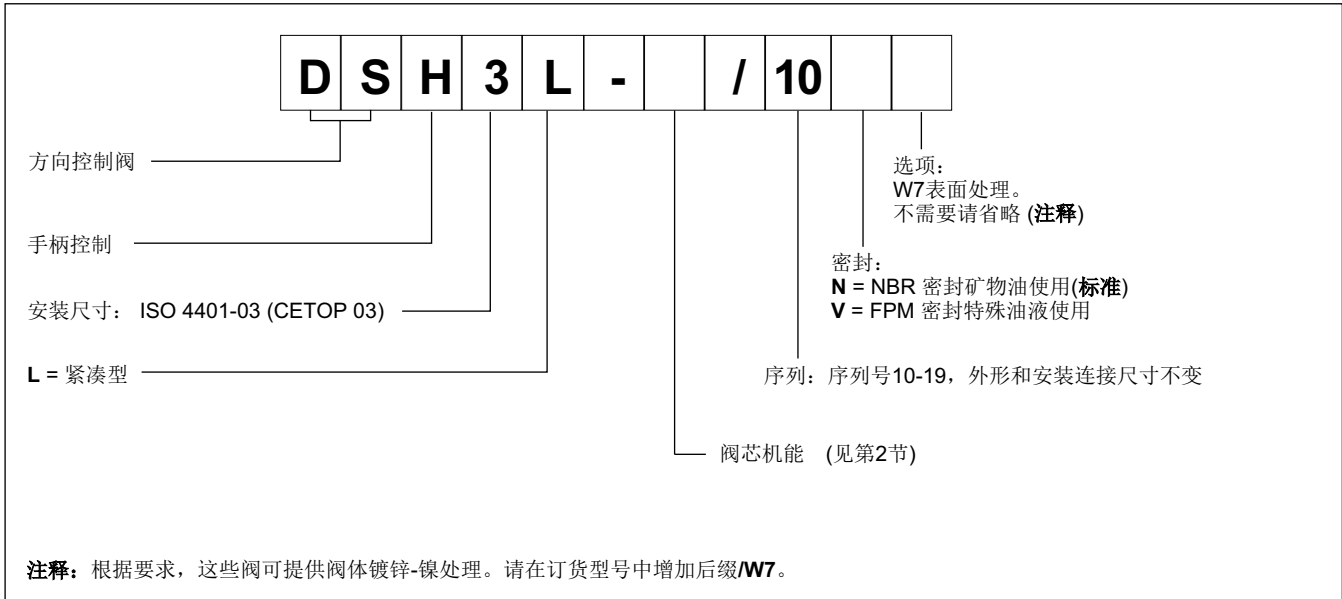 D S H 3 L - / 10
方向控制阀
手柄控制
安装尺寸： ISO 4401-03 (CETOP 03)
L = 紧凑型
选项：
W7表面处理。
不需要请省略 (注释)
密封：
N = NBR 密封矿物油使用(标准)
V = FPM 密封特殊油液使用
序列：序列号10-19，外形和安装连接尺寸不变
阀芯机能 (见第2节)
注释：根据要求，这些阀可提供阀体镀锌-镍处理。请在订货型号中增加后缀/W7。